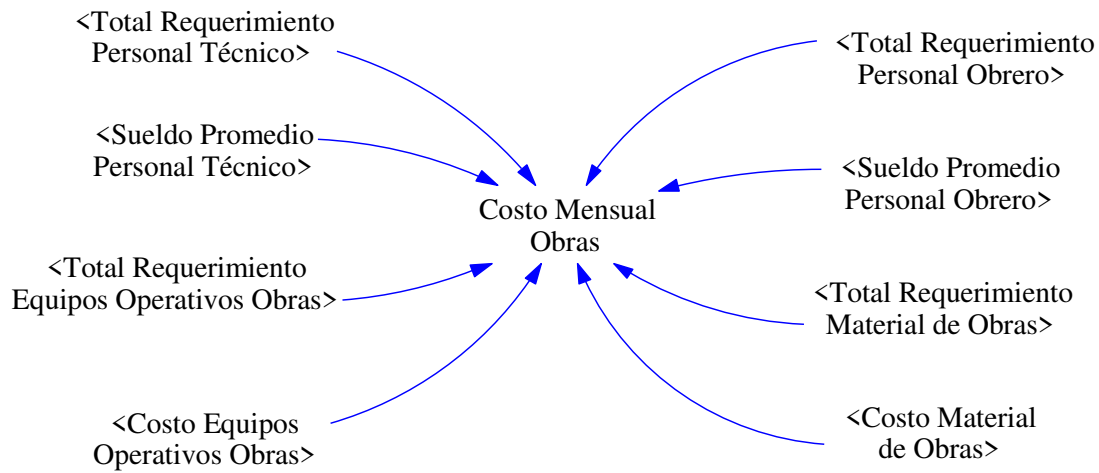 <Total Requerimiento
Personal Técnico>
<Total Requerimiento
Personal Obrero>
<Sueldo Promedio
Personal Técnico>
<Sueldo Promedio
Personal Obrero>
Costo Mensual
Obras
<Total Requerimiento
Equipos Operativos Obras>
<Total Requerimiento
Material de Obras>
<Costo Equipos
Operativos Obras>
<Costo Material
de Obras>